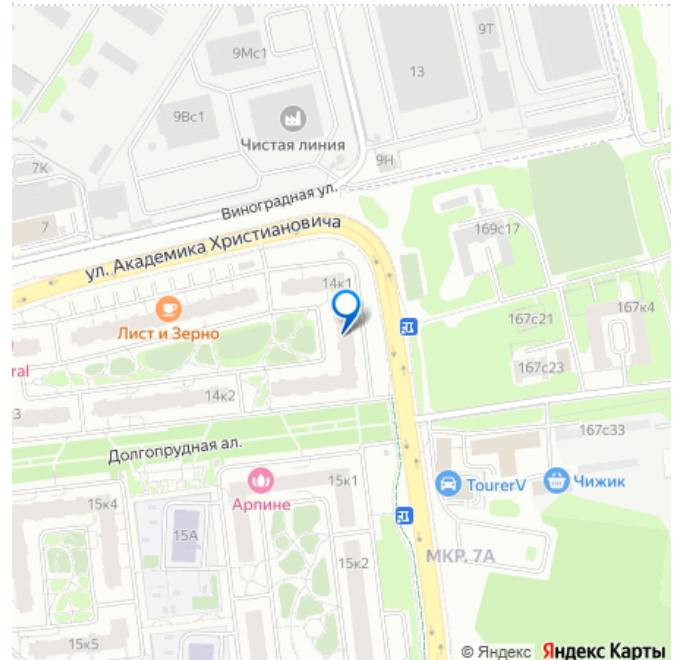 9Т
9Мс1
13
9Вс1
Чистая линия
9Н
7К
Виноградная ул.
7
169с17
ул. Академика Христиановича
14к1
167к4
167с21
Лист и Зерно
ral
167с23
14к2
3
167с33
Долгопрудная ал.
15к1
TourerV
Чижик
Арпине
15к4
15А
МКР. 7А
15к2
15к5
© Яндекс Яндекс Карты